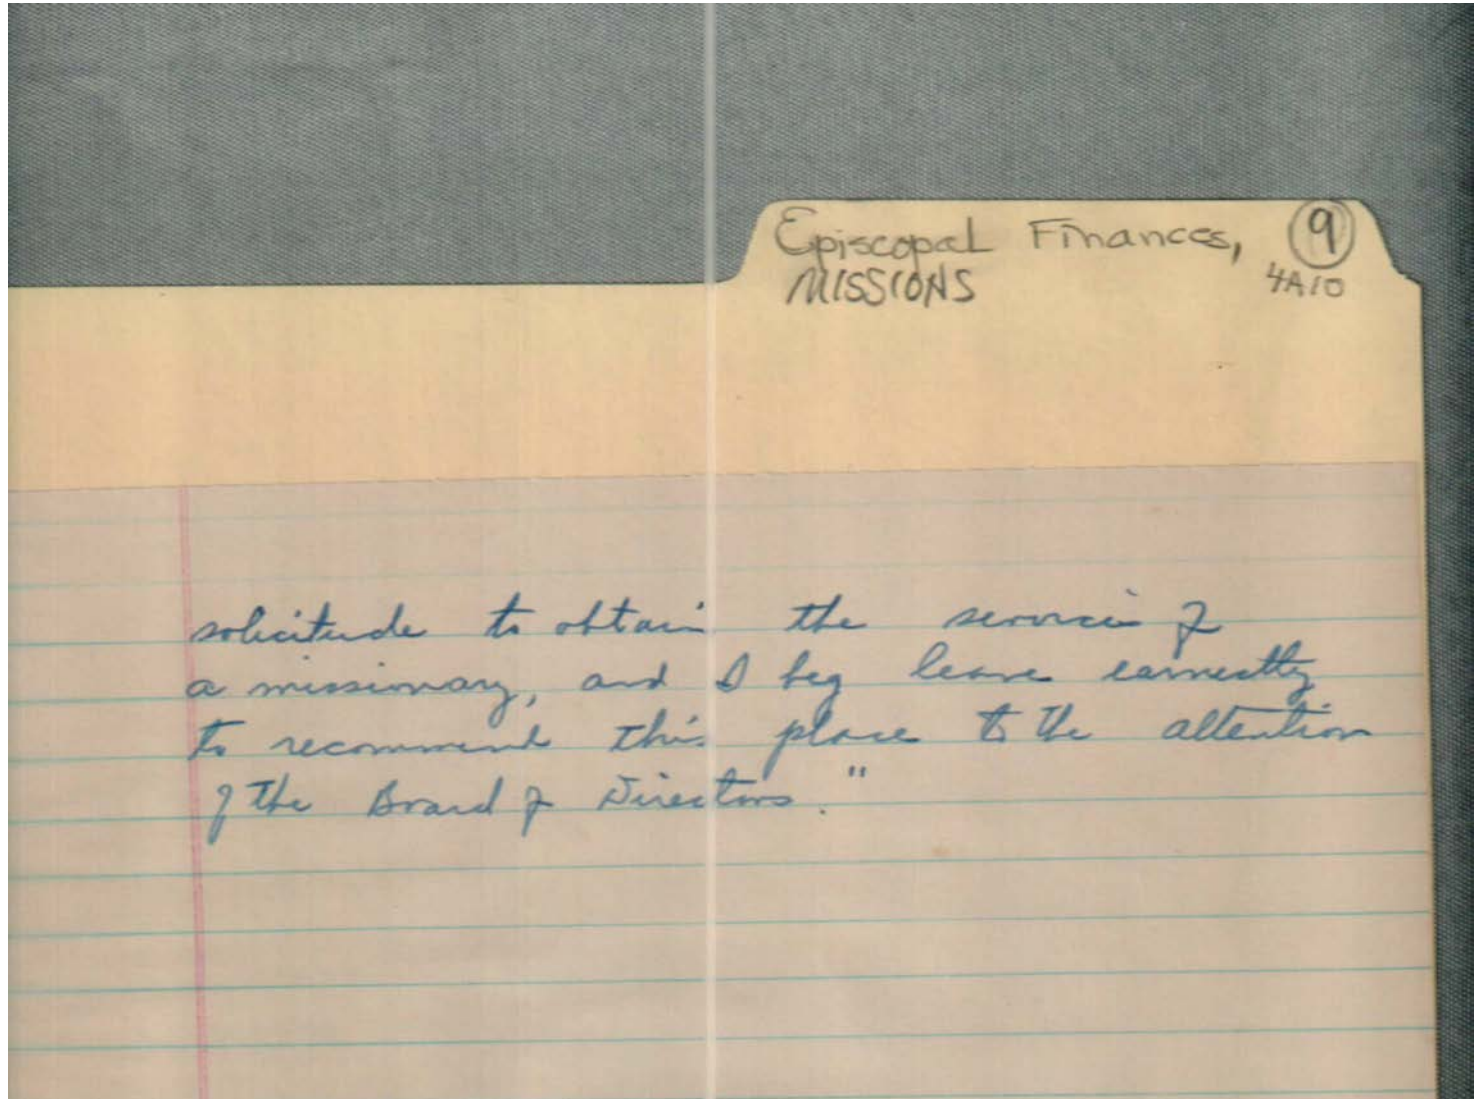 Episcopal Finances, 9
MISSIONS 4A10
solicitude to obtain the services of
a missionary, and I beg leave earnestly
to recommend this place to the attention
of the Board of Directors."